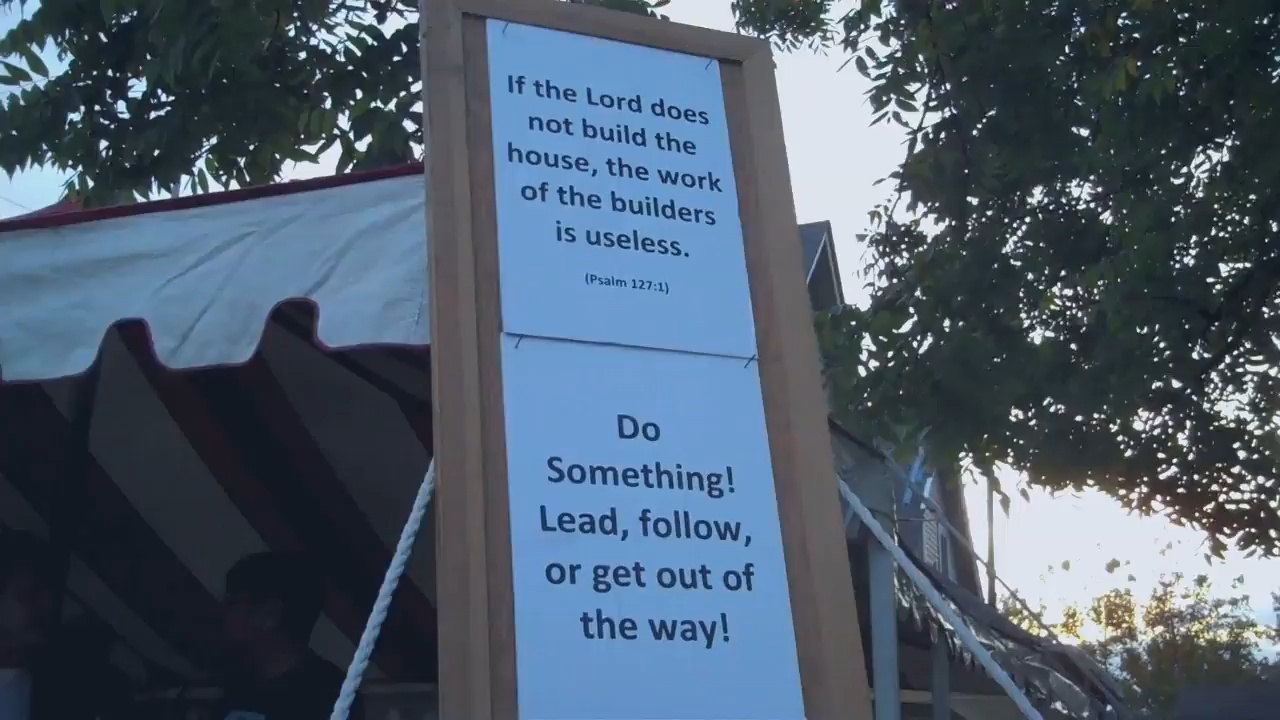 If the Lord does
not build the
house, the work
of the builders
is useless.
(Psalm 127:1)
Do
Something!
Lead, follow,
or get out of
the way!